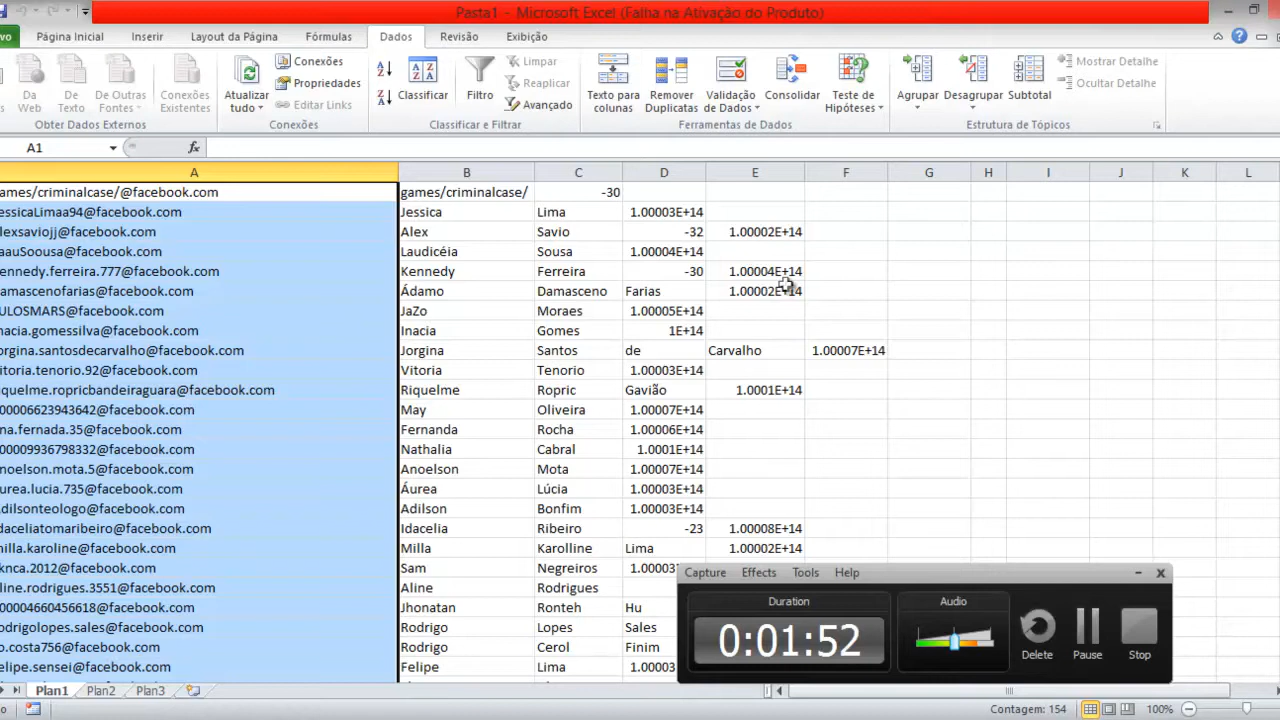 Pasta1 - Microsoft Excel (Falha na Ativação do Produto)
vo Página Inicial Inserir Layout da Página Fórmulas Dados Revisão Exibição
Da Web
De Texto
De Outras Fontes
Conexões Existentes
Obter Dados Externos
Atualizar tudo
Conexões
Propriedades
Editar Links
Conexões
Classificar
Filtro
Limpar
Reaplicar
Avançado
Classificar e Filtrar
Texto para colunas
Remover Duplicatas
Validação de Dados
Consolidar
Teste de Hipóteses
Ferramentas de Dados
Agrupar
Desagrupar
Subtotal
Mostrar Detalhe
Ocultar Detalhe
Estrutura de Tópicos
A1 fx
A B C D E F G H I J K L
ames/criminalcase/@facebook.com games/criminalcase/ -30
essicaLimaa94@facebook.com Jessica Lima 1.00003E+14
lexsaviojj@facebook.com Alex Savio -32 1.00002E+14
aauSoousa@facebook.com Laudicéia Sousa 1.00004E+14
ennedy.ferreira.777@facebook.com Kennedy Ferreira -30 1.00004E+14
amascenofarias@facebook.com Ádamo Damasceno Farias 1.00002E+14
ULOSMARS@facebook.com JaZo Moraes 1.00005E+14
nacia.gomessilva@facebook.com Inacia Gomes 1E+14
orgina.santosdecarvalho@facebook.com Jorgina Santos de Carvalho 1.00007E+14
itoria.tenorio.92@facebook.com Vitoria Tenorio 1.00003E+14
iquelme.ropricbandeiraguara@facebook.com Riquelme Ropric Gavião 1.0001E+14
00006623943642@facebook.com May Oliveira 1.00007E+14
na.fernada.35@facebook.com Fernanda Rocha 1.00006E+14
00009936798332@facebook.com Nathalia Cabral 1.0001E+14
noelson.mota.5@facebook.com Anoelson Mota 1.00007E+14
urea.lucia.735@facebook.com Áurea Lúcia 1.00003E+14
.dilsonteologo@facebook.com Adilson Bonfim 1.00003E+14
daceliatomaribeiro@facebook.com Idacelia Ribeiro -23 1.00008E+14
nilla.karoline@facebook.com Milla Karolline Lima 1.00002E+14
knca.2012@facebook.com Sam Negreiros 1.00003
line.rodrigues.3551@facebook.com Aline Rodrigues
00004660450018@facebook.com Jhonatan Ronteh Hu
odrigolopes.sales@facebook.com Rodrigo Lopes Sales
o.costa756@facebook.com Rodrigo Cerol Finim
elipe.sensei@facebook.com Felipe Lima 1.00003
Capture Effects Tools Help
Duration
0:01:52
Audio
Delete Pause Stop
Plan1 Plan2 Plan3
o Contagem: 154 100%